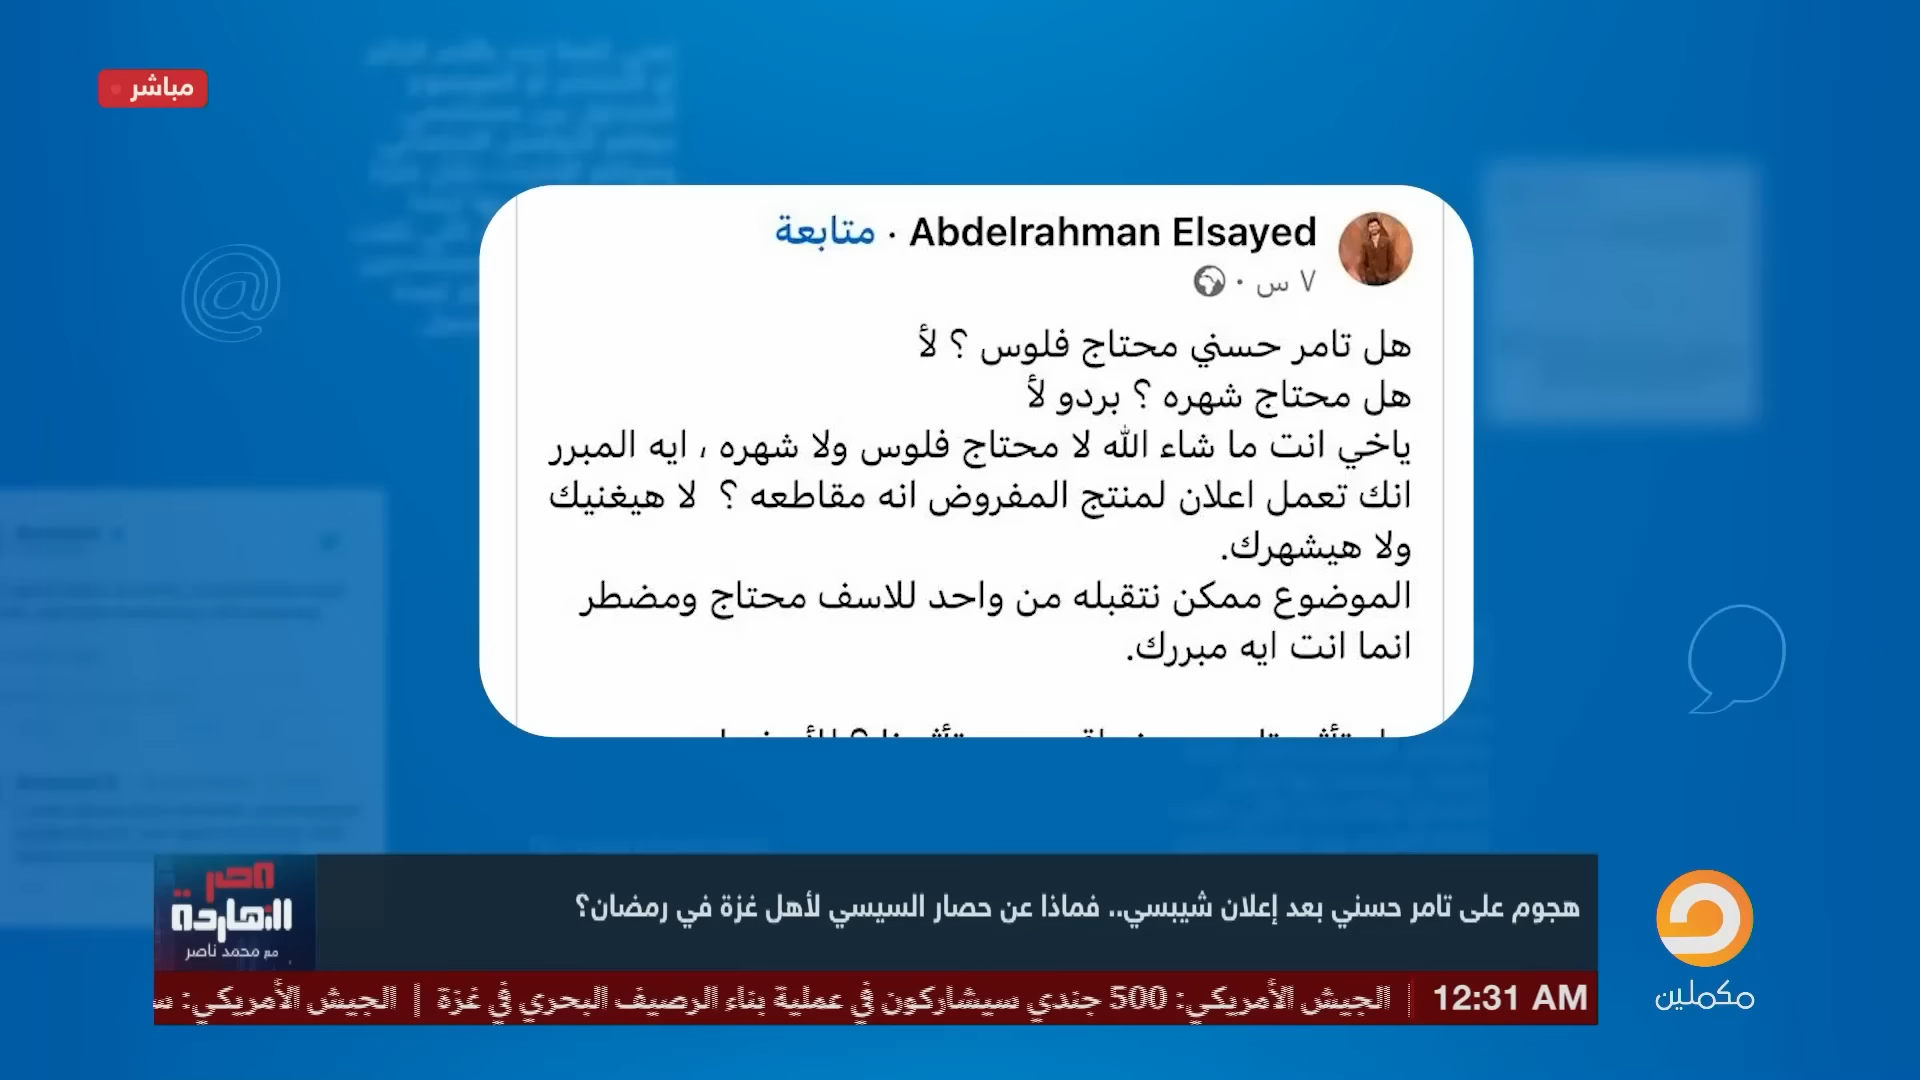 مباشر
Abdelrahman Elsayed · متابعة
٧ س ·
هل تامر حسني محتاج فلوس ؟ لأ
هل محتاج شهره ؟ بردو لأ
ياخي انت ما شاء الله لا محتاج فلوس ولا شهره ، ايه المبرر
انك تعمل اعلان لمنتج المفروض انه مقاطعه ؟ لا هيغنيك
ولا هيشهرك.
الموضوع ممكن نتقبله من واحد للاسف محتاج ومضطر
انما انت ايه مبررك.
مصر
النهاردة
مع محمد ناصر
هجوم على تامر حسني بعد إعلان شيبسي.. فماذا عن حصار السيسي لأهل غزة في رمضان؟
12:31 AM | الجيش الأمريكي: 500 جندي سيشاركون في عملية بناء الرصيف البحري في غزة | الجيش الأمريكي: س
مكملين